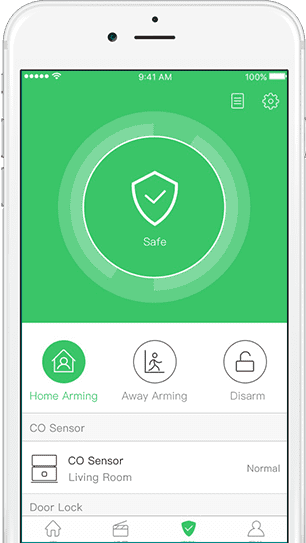 9:41 AM 100%
Safe
Home Arming Away Arming Disarm
CO Sensor
CO Sensor
Living Room
Normal
Door Lock